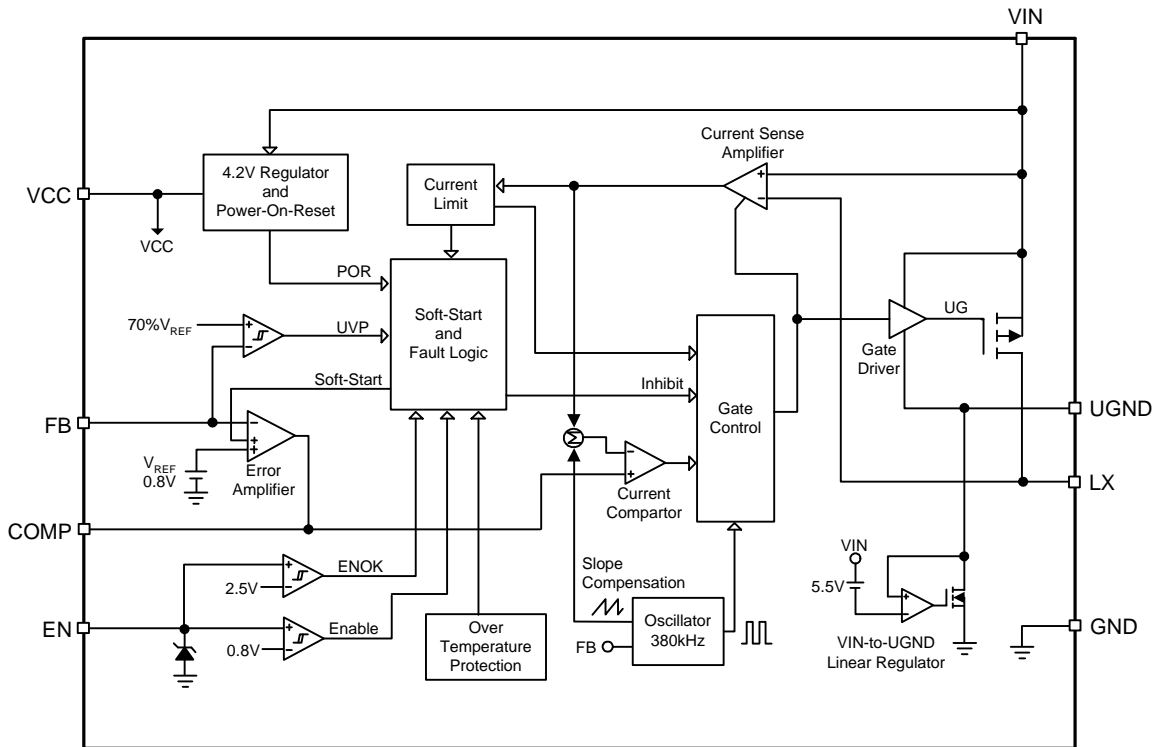 VIN
Current Sense
Amplifier
4.2V Regulator
and
Power-On-Reset
Current
Limit
VCC
VCC
POR
Soft-Start
and
Fault Logic
70%VREF
UVP
UG
Gate
Driver
Soft-Start
Inhibit
Gate
Control
FB
UGND
VREF
0.8V
Error
Amplifier
Σ
Current
Compartor
LX
COMP
ENOK
2.5V
Slope
Compensation
VIN
5.5V
EN
Enable
0.8V
Over
Temperature
Protection
Oscillator
380kHz
FB
VIN-to-UGND
Linear Regulator
GND